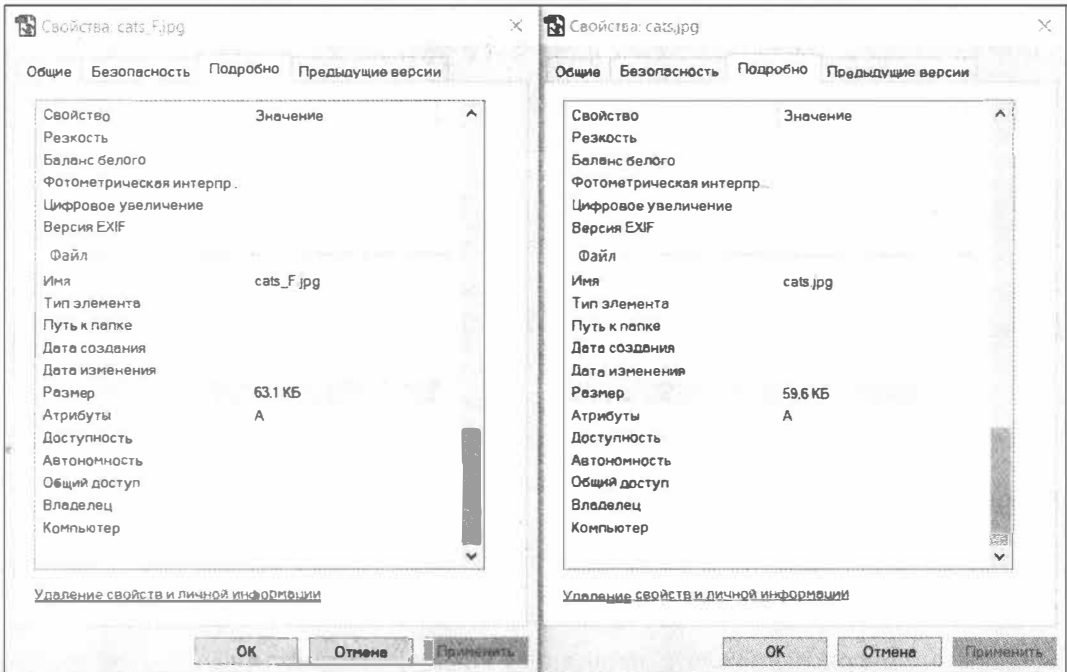 Свойства: cats_F.jpg
Общие Безопасность Подробно Предыдущие версии
Свойство Значение
Резкость
Баланс белого
Фотометрическая интерпр...
Цифровое увеличение
Версия EXIF
Файл
Имя cats_F.jpg
Тип элемента
Путь к папке
Дата создания
Дата изменения
Размер 63.1 КБ
Атрибуты A
Доступность
Автономность
Общий доступ
Владелец
Компьютер
Удаление свойств и личной информации
OK Отмена Применить
Свойства: cats.jpg
Общие Безопасность Подробно Предыдущие версии
Свойство Значение
Резкость
Баланс белого
Фотометрическая интерпр...
Цифровое увеличение
Версия EXIF
Файл
Имя cats.jpg
Тип элемента
Путь к папке
Дата создания
Дата изменения
Размер 59.6 КБ
Атрибуты A
Доступность
Автономность
Общий доступ
Владелец
Компьютер
Удаление свойств и личной информации
OK Отмена Применить